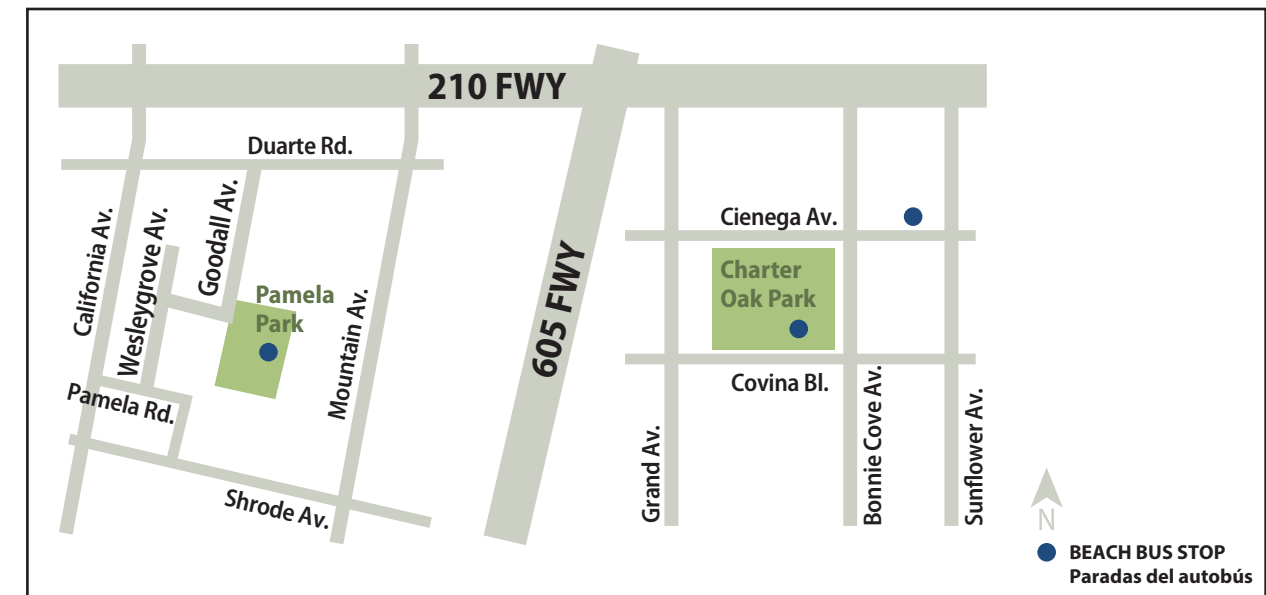 210 FWY
Duarte Rd.
California Av.
Wesleygrove Av.
Goodall Av.
Pamela
Park
Mountain Av.
Pamela Rd.
Shrode Av.
605 FWY
Cienega Av.
Charter
Oak Park
Covina Bl.
Grand Av.
Bonnie Cove Av.
Sunflower Av.
N
BEACH BUS STOP
Paradas del autobús